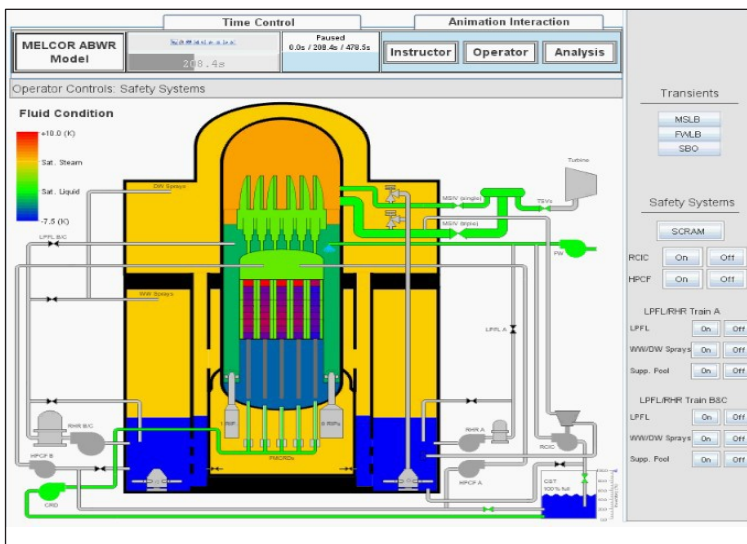 Time Control
Animation Interaction
MELCOR ABWR
Model
208.4s
Paused
0.0s / 208.4s / 478.5s
Instructor
Operator
Analysis
Operator Controls: Safety Systems
Fluid Condition
+10.0 (K)
Sat. Steam
Sat. Liquid
-7.5 (K)
DW Sprays
LPFL B/C
WW Sprays
MSIV (single)
MSIV (triple)
TSVs
Turbine
FW
LPFL A
RHR B/C
HPCF B
CRD
FMCRDs
RHR A
HPCF A
RCIC
CST
100 % full
Transients
MSLB
FWLB
SBO
Safety Systems
SCRAM
RCIC On Off
HPCF On Off
LPFL/RHR Train A
LPFL On Off
WW/DW Sprays On Off
Supp. Pool On Off
LPFL/RHR Train B&C
LPFL On Off
WW/DW Sprays On Off
Supp. Pool On Off